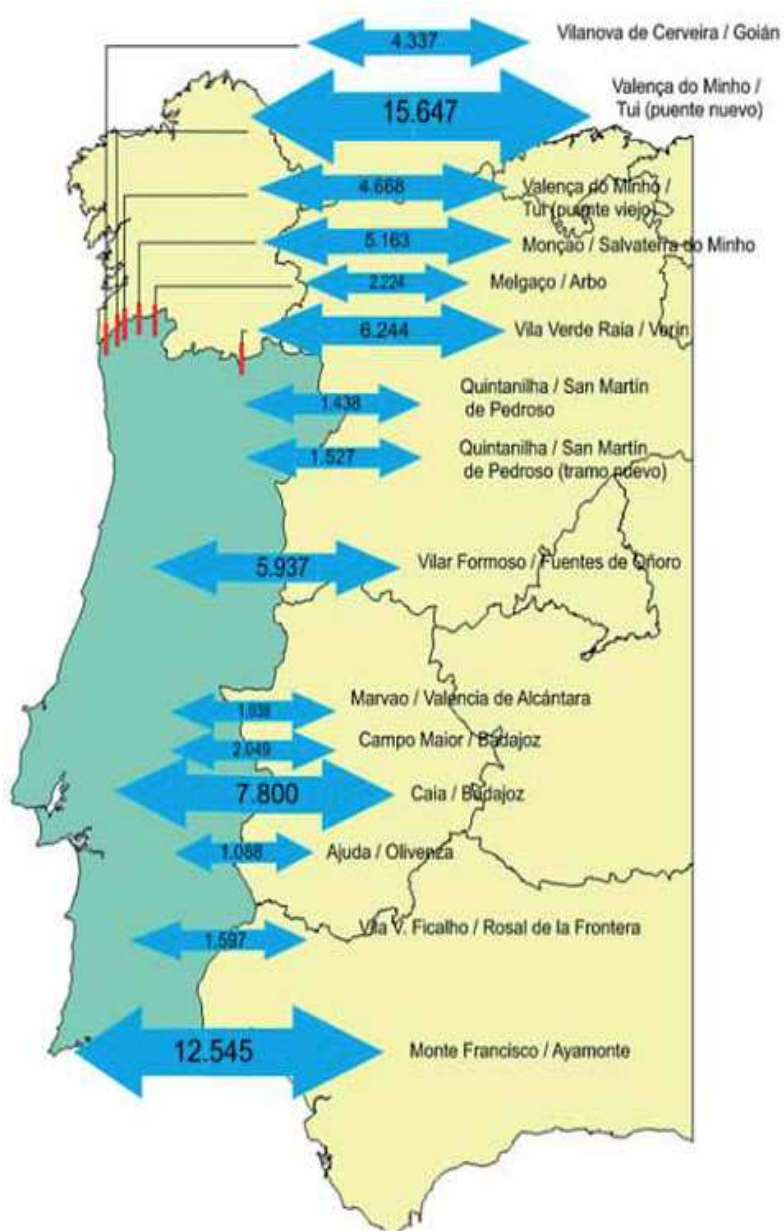 4.337
Vilanova de Cerveira / Goián
15.647
Valença do Minho /
Tui (puente nuevo)
4.668
Valença do Minho /
Tui (puente viejo)
5.163
Monção / Salvaterra do Minho
2.224
Melgaço / Arbo
6.244
Vila Verde Raia / Verin
1.438
Quintanilha / San Martín
de Pedroso
1.527
Quintanilha / San Martín
de Pedroso (tramo nuevo)
5.937
Vilar Formoso / Fuentes de Oñoro
Marvao / Valencia de Alcántara
2.049
Campo Maior / Badajoz
7.800
Caia / Badajoz
1.088
Ajuda / Olivenza
1.597
Vila V. Ficalho / Rosal de la Frontera
12.545
Monte Francisco / Ayamonte